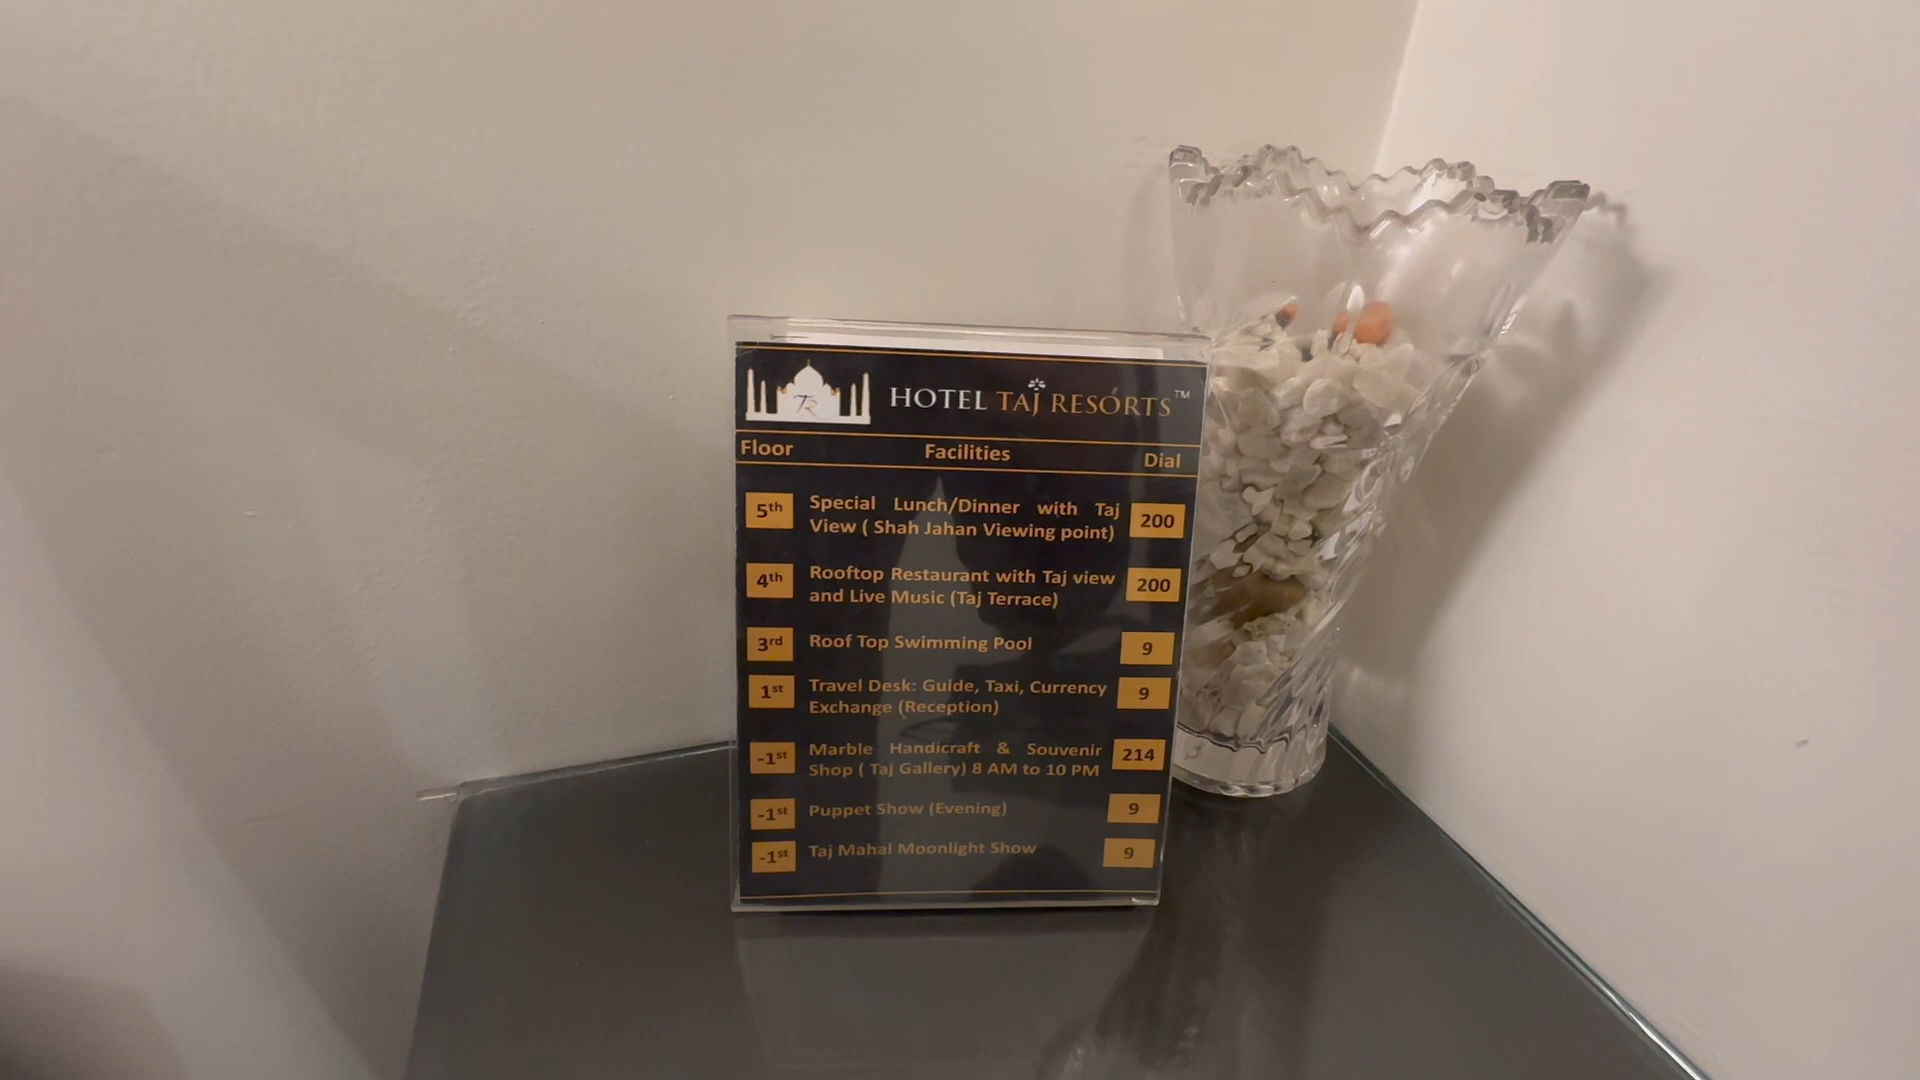 TR
HOTEL TAJ RESORTS™
Floor Facilities Dial
5th Special Lunch/Dinner with Taj 200
View ( Shah Jahan Viewing point)
4th Rooftop Restaurant with Taj view 200
and Live Music (Taj Terrace)
3rd Roof Top Swimming Pool 9
1st Travel Desk: Guide, Taxi, Currency 9
Exchange (Reception)
-1st Marble Handicraft & Souvenir 214
Shop ( Taj Gallery) 8 AM to 10 PM
-1st Puppet Show (Evening) 9
-1st Taj Mahal Moonlight Show 9